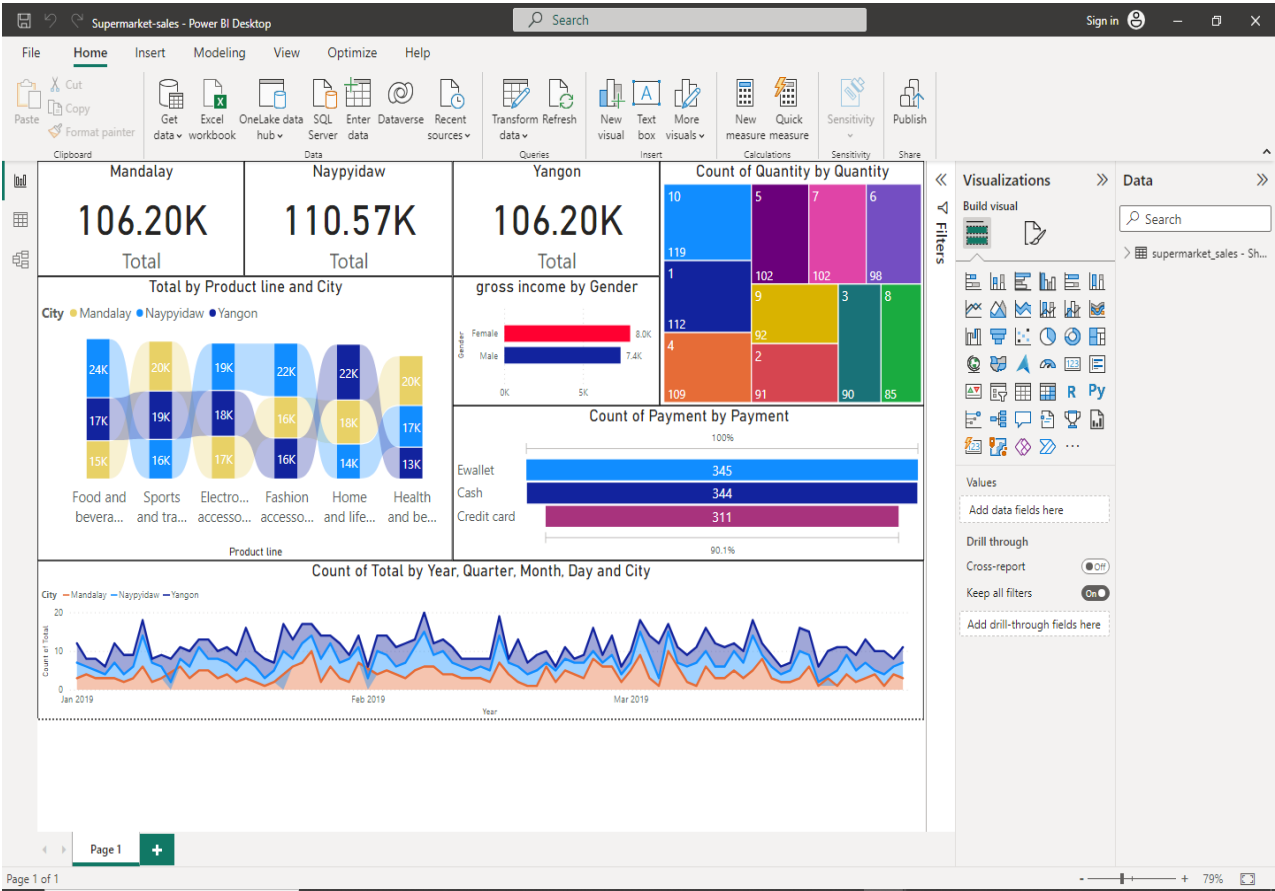 Supermarket-sales - Power BI Desktop
Search
Sign in
File Home Insert Modeling View Optimize Help
Paste
Cut
Copy
Format painter
Clipboard
Get data
Excel workbook
OneLake data hub
SQL Server
Enter data
Dataverse
Recent sources
Data
Transform data
Refresh
Queries
New visual
Text box
More visuals
Insert
New measure
Quick measure
Calculations
Sensitivity
Sensitivity
Publish
Share
Mandalay
106.20K
Total
Naypyidaw
110.57K
Total
Yangon
106.20K
Total
Count of Quantity by Quantity
10
119
1
112
4
109
5
102
7
102
6
98
9
92
2
91
3
90
8
85
Total by Product line and City
City Mandalay Naypyidaw Yangon
24K 20K 19K 22K 22K 20K
17K 19K 18K 16K 18K 17K
15K 16K 17K 16K 14K 13K
Food and Sports Electro... Fashion Home Health
bevera... and tra... accesso... accesso... and life... and be...
Product line
gross income by Gender
Gender
Female 8.0K
Male 7.4K
0K 5K
Count of Payment by Payment
100%
Ewallet 345
Cash 344
Credit card 311
90.1%
Count of Total by Year, Quarter, Month, Day and City
City Mandalay Naypyidaw Yangon
Count of Total
20
10
0
Jan 2019 Feb 2019 Mar 2019
Year
Filters
Visualizations
Build visual
123
R Py
123
Values
Add data fields here
Drill through
Cross-report Off
Keep all filters On
Add drill-through fields here
Data
Search
supermarket_sales - Sh...
Page 1
Page 1 of 1
- + 79%